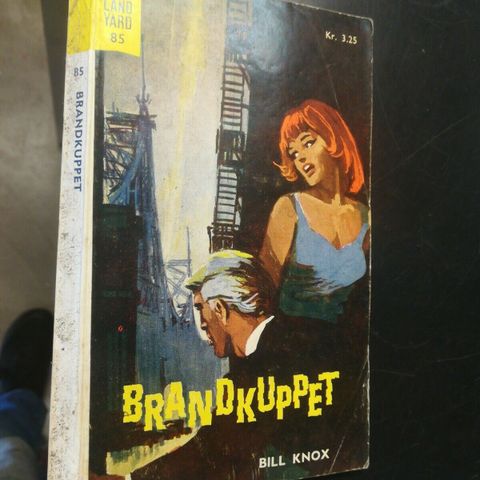 LAND
YARD
85
Kr. 3.25
85 BRANDKUPPET
BRANDKUPPET
BILL KNOX